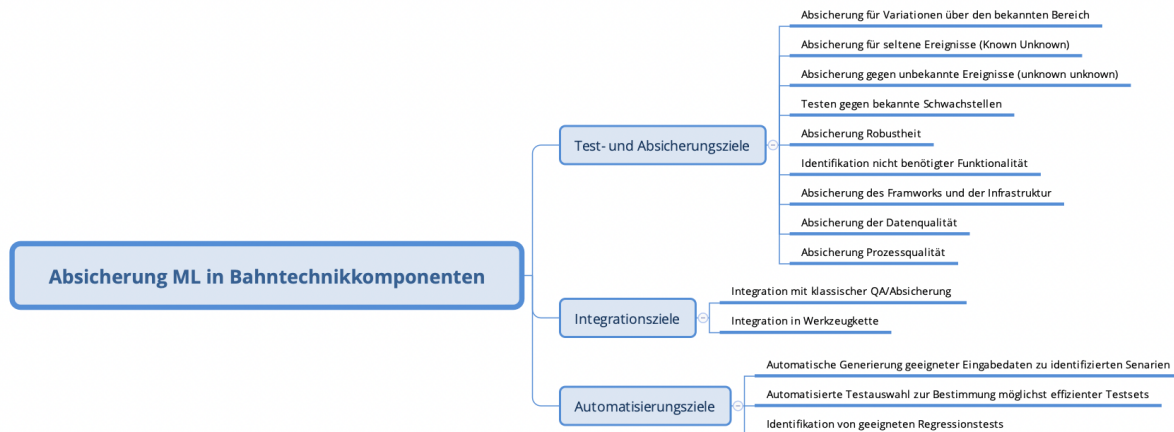 Absicherung ML in Bahntechnikkomponenten
Test- und Absicherungsziele
Absicherung für Variationen über den bekannten Bereich
Absicherung für seltene Ereignisse (Known Unknown)
Absicherung gegen unbekannte Ereignisse (unknown unknown)
Testen gegen bekannte Schwachstellen
Absicherung Robustheit
Identifikation nicht benötigter Funktionalität
Absicherung des Framworks und der Infrastruktur
Absicherung der Datenqualität
Absicherung Prozessqualität
Integrationsziele
Integration mit klassischer QA/Absicherung
Integration in Werkzeugkette
Automatisierungsziele
Automatische Generierung geeigneter Eingabedaten zu identifizierten Senarien
Automatisierte Testauswahl zur Bestimmung möglichst effizienter Testsets
Identifikation von geeigneten Regressionstests